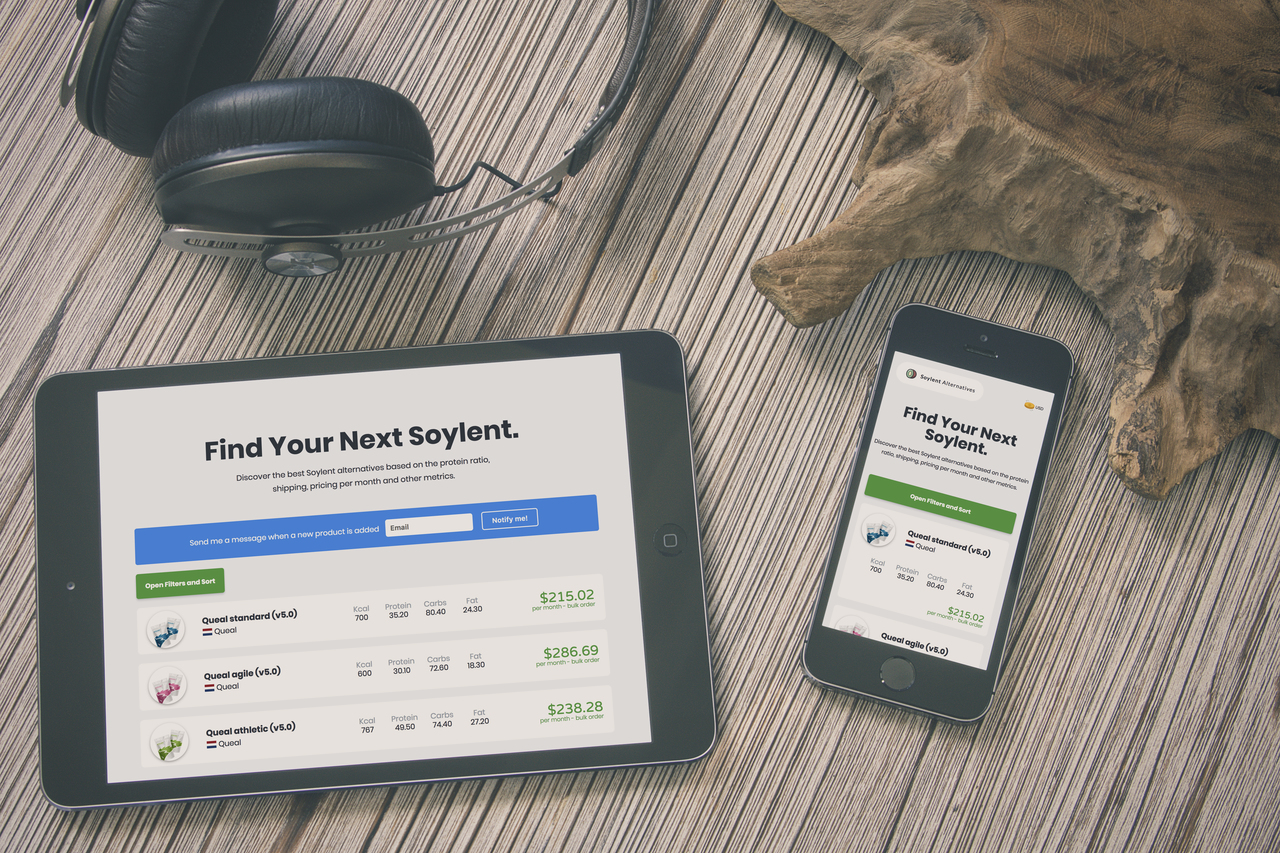 Find Your Next Soylent.
Discover the best Soylent alternatives based on the protein ratio,
shipping, pricing per month and other metrics.
Send me a message when a new product is added
Email
Notify me!
Open Filters and Sort
Queal standard (v5.0)
Queal
Kcal
700
Protein
35.20
Carbs
80.40
Fat
24.30
$215.02
per month - bulk order
Queal agile (v5.0)
Queal
Kcal
600
Protein
30.10
Carbs
72.60
Fat
18.30
$286.69
per month - bulk order
Queal athletic (v5.0)
Queal
Kcal
767
Protein
49.50
Carbs
74.40
Fat
27.20
$238.28
per month - bulk order
Soylent Alternatives
USD
Find Your Next
Soylent.
Discover the best Soylent alternatives based on the protein
ratio, shipping, pricing per month and other metrics.
Open Filters and Sort
Queal standard (v5.0)
Queal
Kcal
700
Protein
35.20
Carbs
80.40
Fat
24.30
$215.02
per month - bulk order
Queal agile (v5.0)